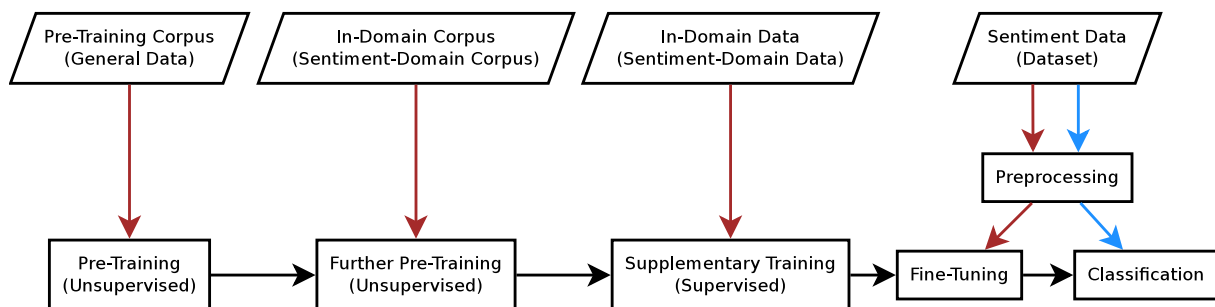 Pre-Training Corpus
(General Data)
In-Domain Corpus
(Sentiment-Domain Corpus)
In-Domain Data
(Sentiment-Domain Data)
Sentiment Data
(Dataset)
Preprocessing
Pre-Training
(Unsupervised)
Further Pre-Training
(Unsupervised)
Supplementary Training
(Supervised)
Fine-Tuning
Classification